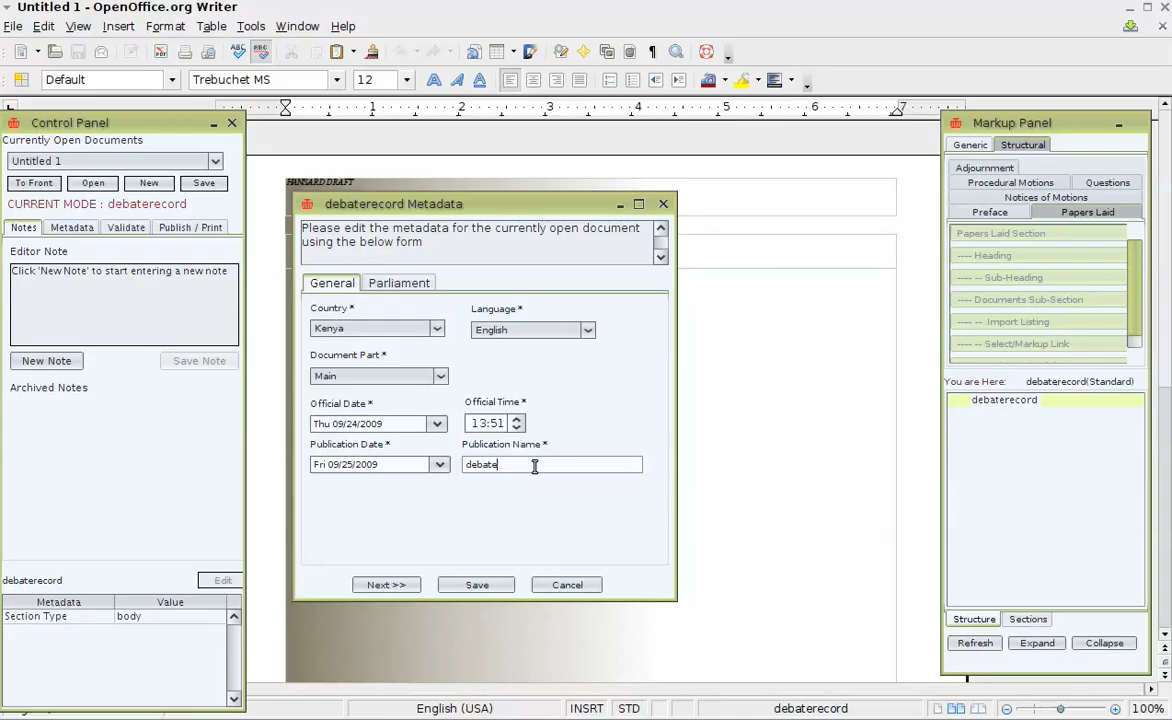 Untitled 1 - OpenOffice.org Writer
File Edit View Insert Format Table Tools Window Help
Default Trebuchet MS 12
1 2 3 4 5 6 7
Control Panel
Currently Open Documents
Untitled 1
To Front Open New Save
CURRENT MODE : debaterecord
Notes Metadata Validate Publish / Print
Editor Note
Click 'New Note' to start entering a new note
New Note Save Note
Archived Notes
debaterecord Edit
Metadata Value
Section Type body
HANSARD DRAFT
debaterecord Metadata
Please edit the metadata for the currently open document
using the below form
General Parliament
Country * Language *
Kenya English
Document Part *
Main
Official Date * Official Time *
Thu 09/24/2009 13:51
Publication Date * Publication Name *
Fri 09/25/2009 debate
Next >> Save Cancel
Markup Panel
Generic Structural
Adjournment
Procedural Motions Questions
Notices of Motions
Preface Papers Laid
Papers Laid Section
---- Heading
---- -- Sub-Heading
---- Documents Sub-Section
---- -- Import Listing
---- -- Select/Markup Link
You are Here: debaterecord(Standard)
debaterecord
Structure Sections
Refresh Expand Collapse
English (USA) INSRT STD debaterecord 100%